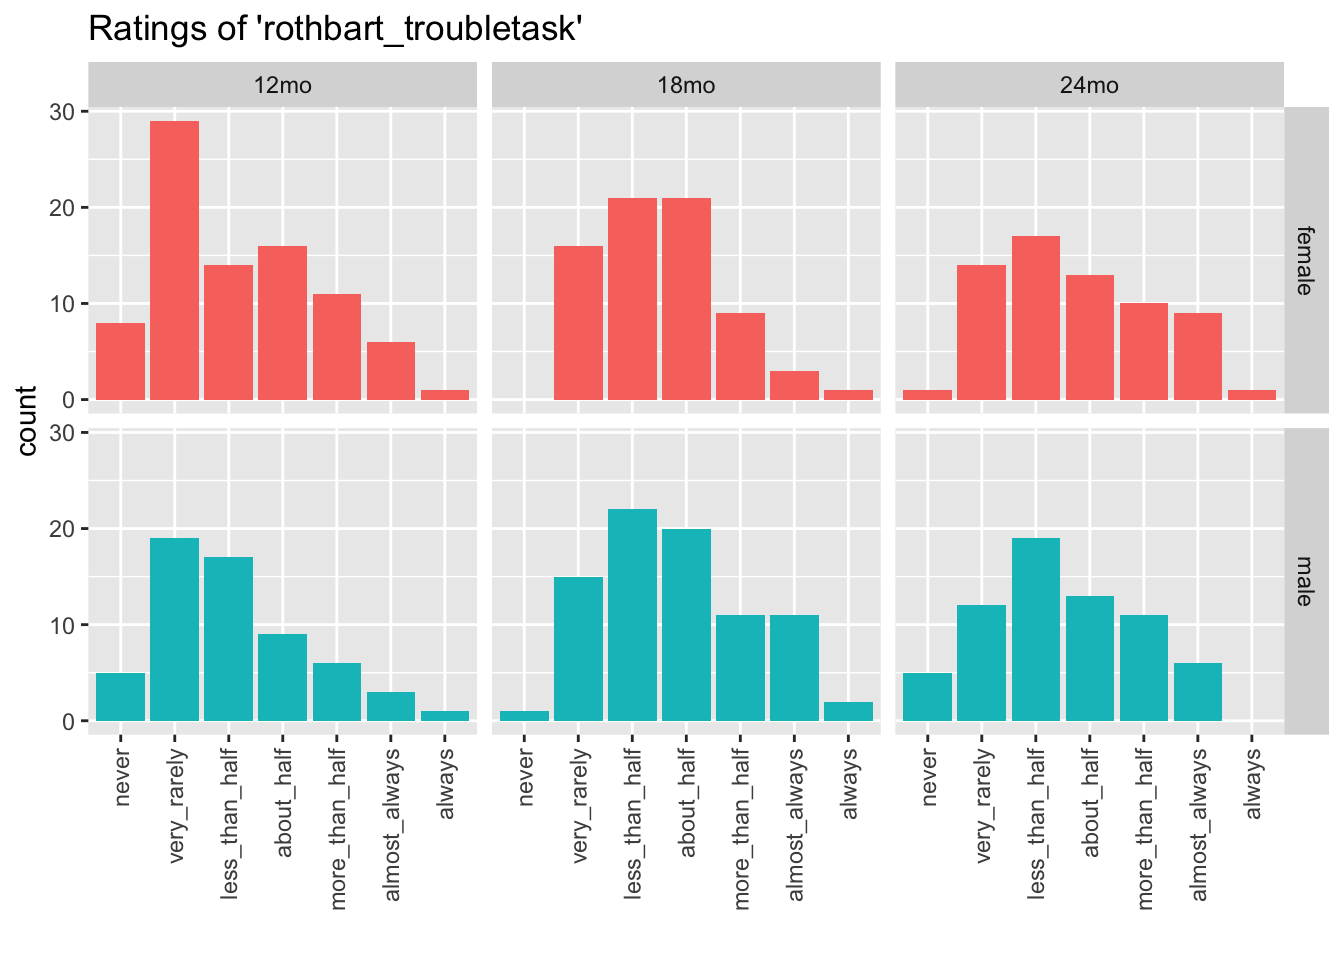 Ratings of 'rothbart_troubletask'
12mo 18mo 24mo
30
20
10
0
female
count
30
20
10
0
male
never very_rarely less_than_half about_half more_than_half almost_always always never very_rarely less_than_half about_half more_than_half almost_always always never very_rarely less_than_half about_half more_than_half almost_always always